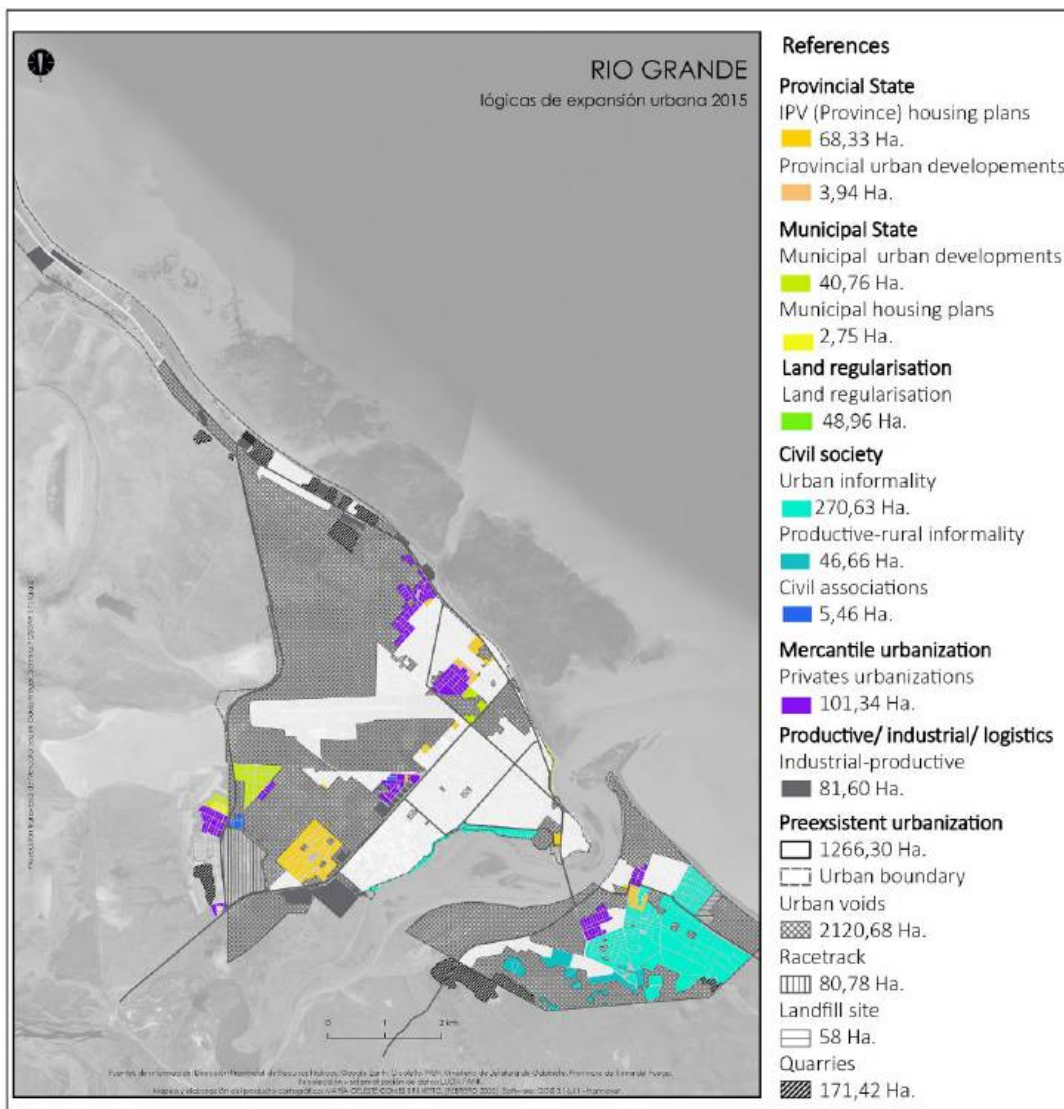 RIO GRANDE
lógicas de expansión urbana 2015
0 1 2 km
References
Provincial State
IPV (Province) housing plans
68,33 Ha.
Provincial urban developements
3,94 Ha.
Municipal State
Municipal urban developments
40,76 Ha.
Municipal housing plans
2,75 Ha.
Land regularisation
Land regularisation
48,96 Ha.
Civil society
Urban informality
270,63 Ha.
Productive-rural informality
46,66 Ha.
Civil associations
5,46 Ha.
Mercantile urbanization
Privates urbanizations
101,34 Ha.
Productive/ industrial/ logistics
Industrial-productive
81,60 Ha.
Preexistent urbanization
1266,30 Ha.
Urban boundary
Urban voids
2120,68 Ha.
Racetrack
80,78 Ha.
Landfill site
58 Ha.
Quarries
171,42 Ha.